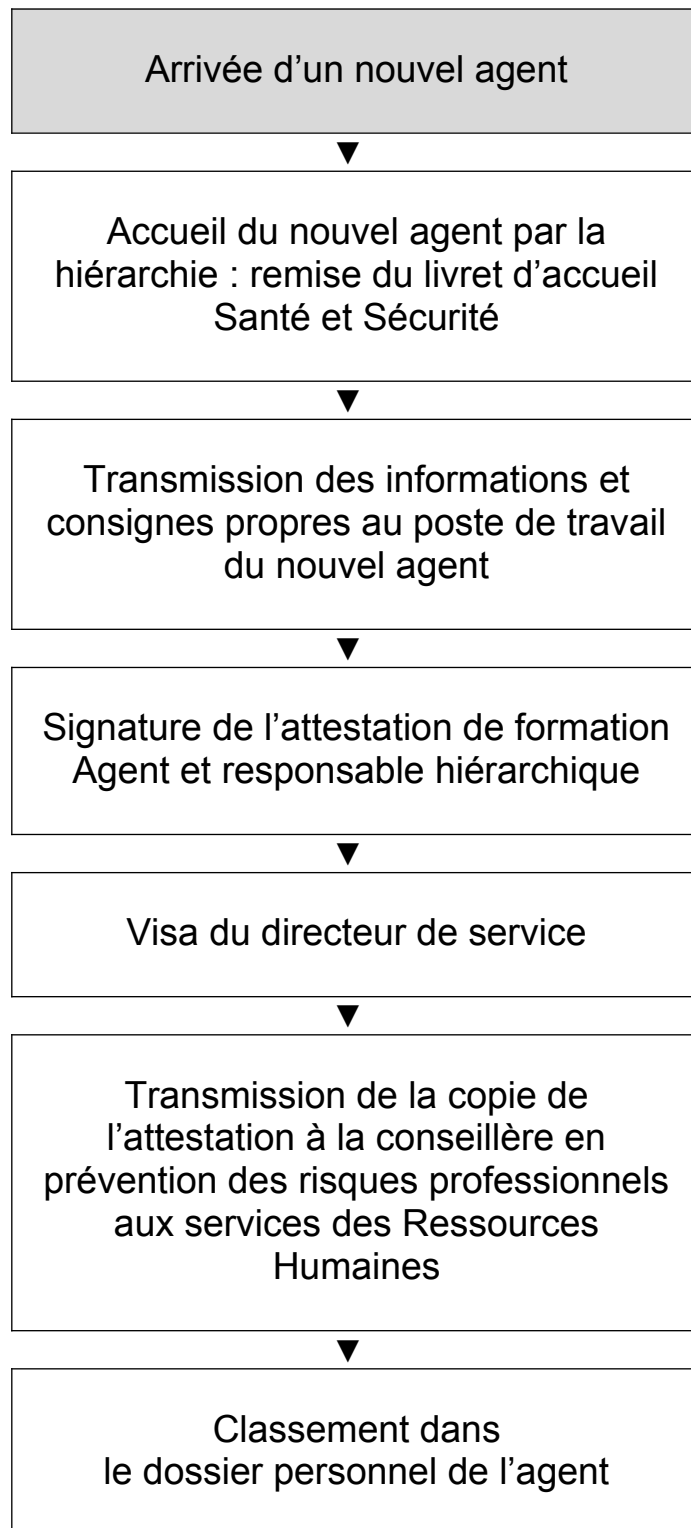 Arrivée d’un nouvel agent
Accueil du nouvel agent par la
hiérarchie : remise du livret d’accueil
Santé et Sécurité
Transmission des informations et
consignes propres au poste de travail
du nouvel agent
Signature de l’attestation de formation
Agent et responsable hiérarchique
Visa du directeur de service
Transmission de la copie de
l’attestation à la conseillère en
prévention des risques professionnels
aux services des Ressources
Humaines
Classement dans
le dossier personnel de l’agent